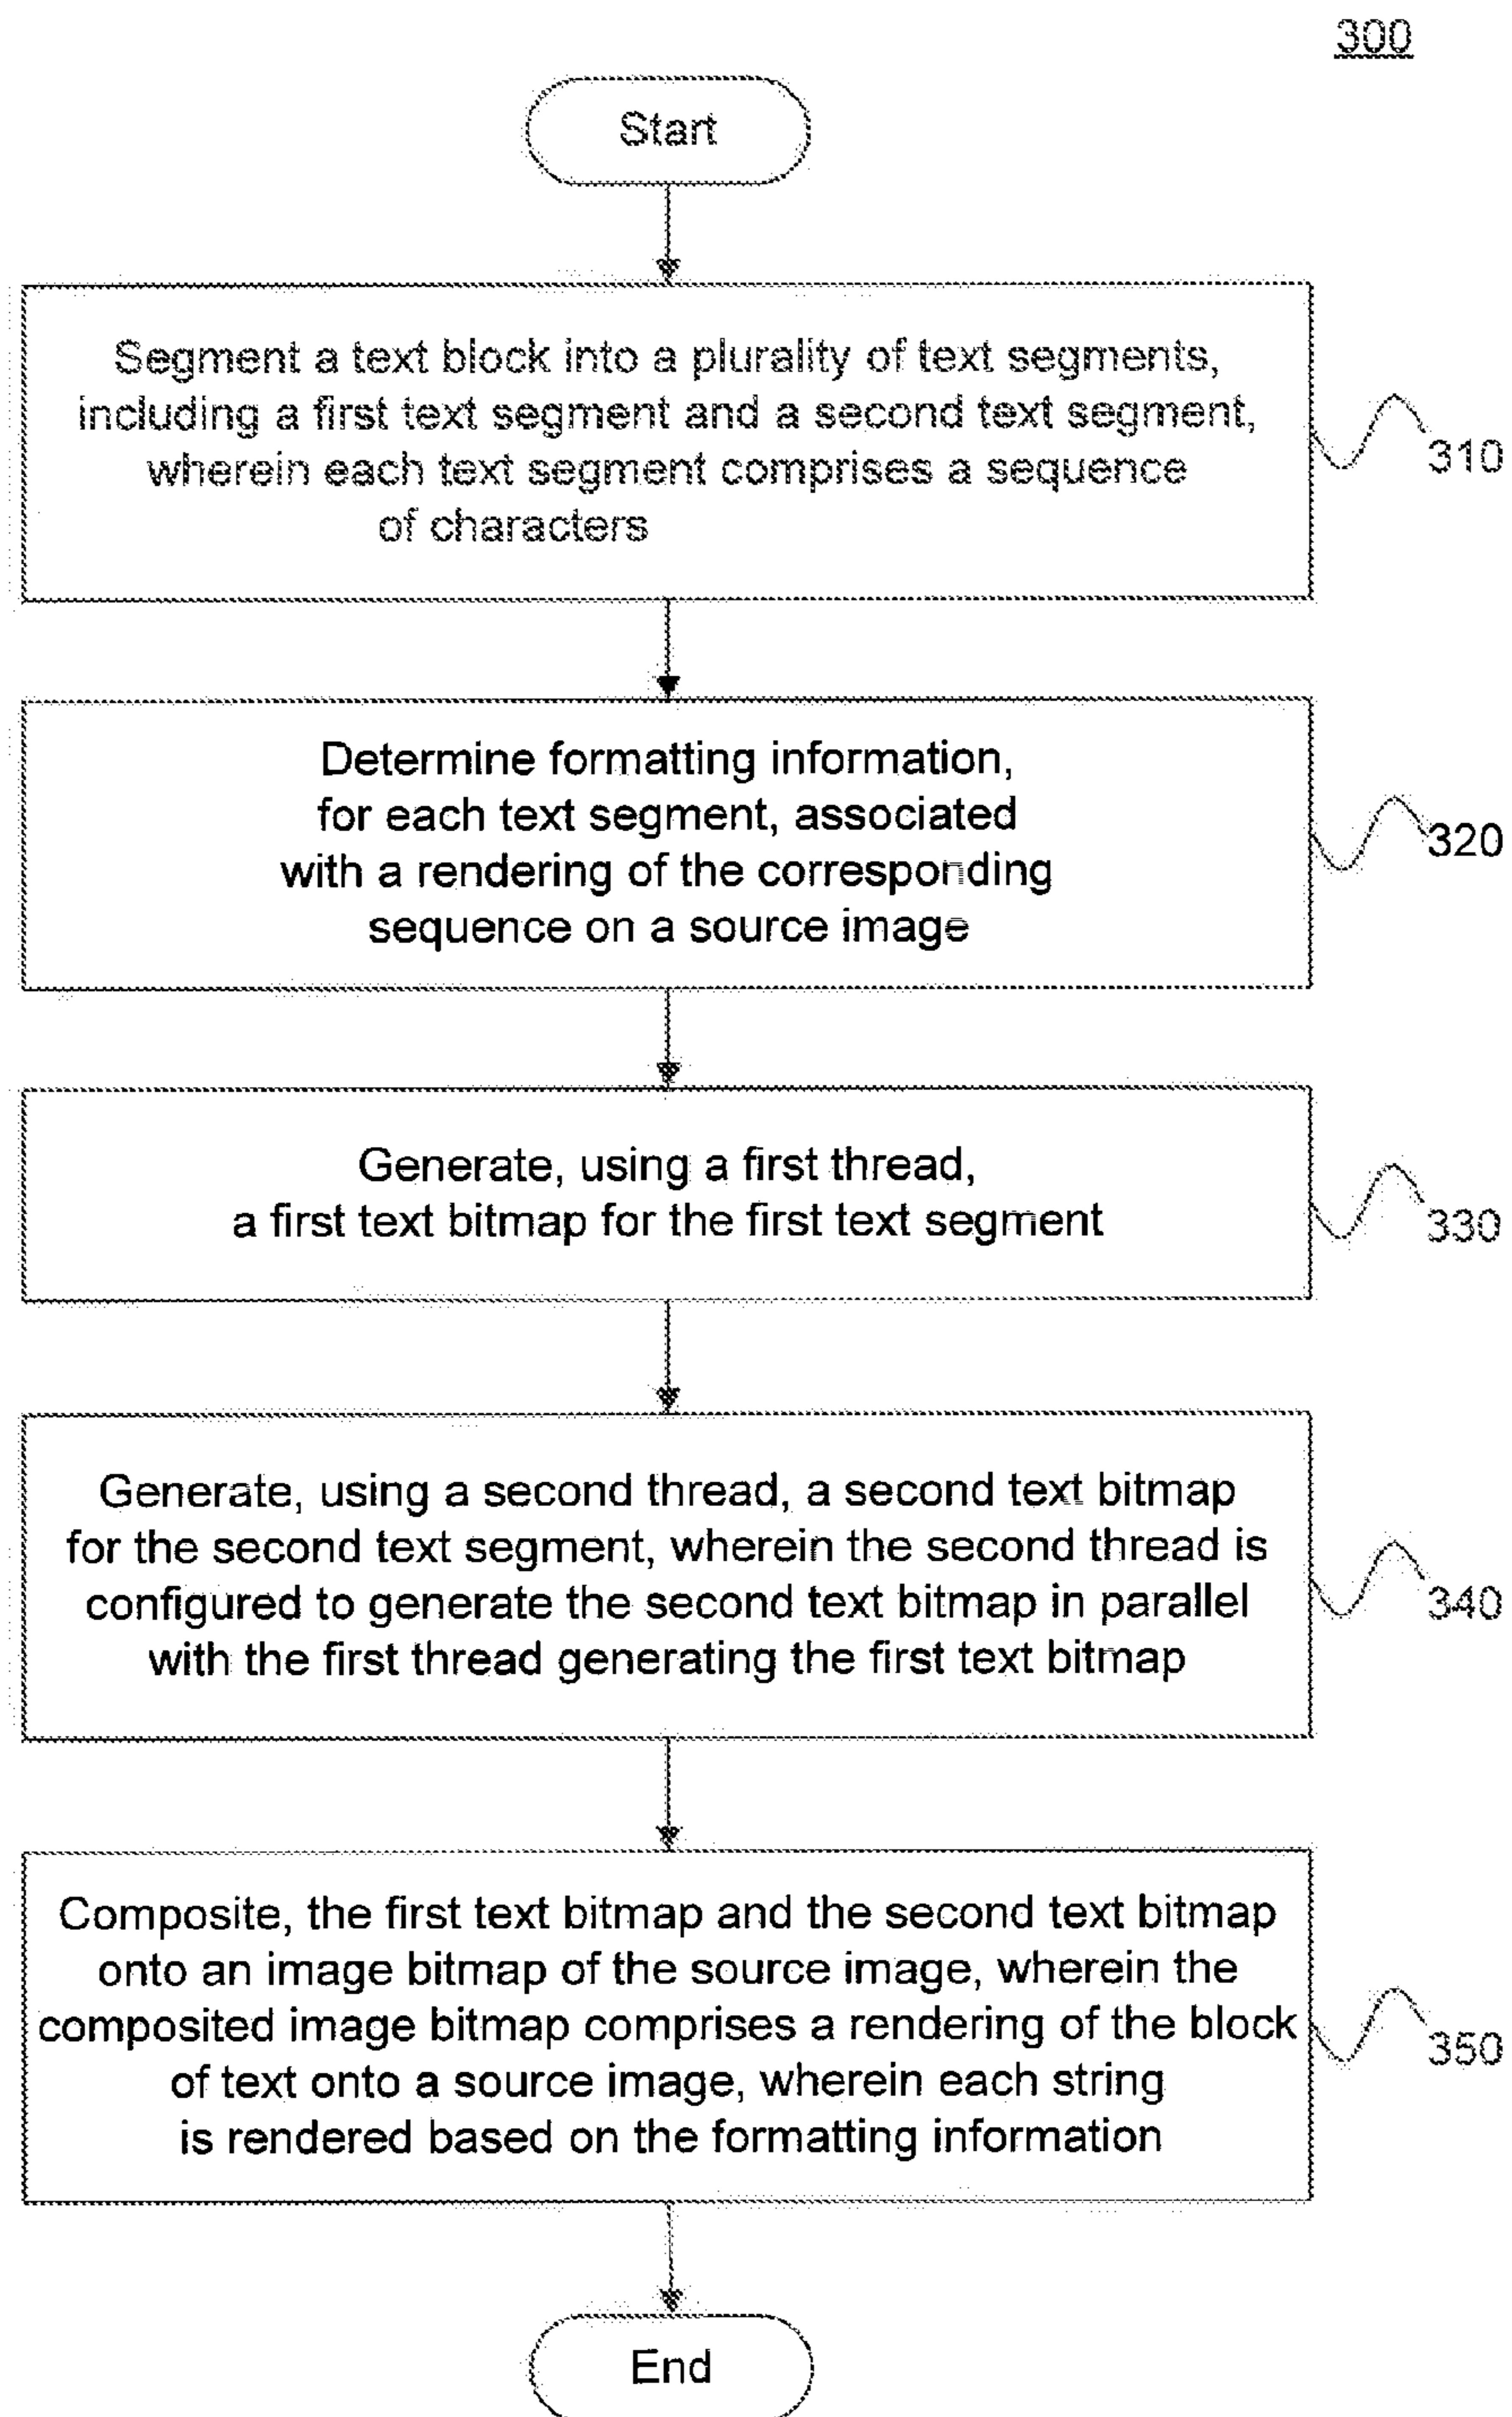 300
Start
Segment a text block into a plurality of text segments,
including a first text segment and a second text segment,
wherein each text segment comprises a sequence
of characters
310
Determine formatting information,
for each text segment, associated
with a rendering of the corresponding
sequence on a source image
320
Generate, using a first thread,
a first text bitmap for the first text segment
330
Generate, using a second thread, a second text bitmap
for the second text segment, wherein the second thread is
configured to generate the second text bitmap in parallel
with the first thread generating the first text bitmap
340
Composite, the first text bitmap and the second text bitmap
onto an image bitmap of the source image, wherein the
composited image bitmap comprises a rendering of the block
of text onto a source image, wherein each string
is rendered based on the formatting information
350
End